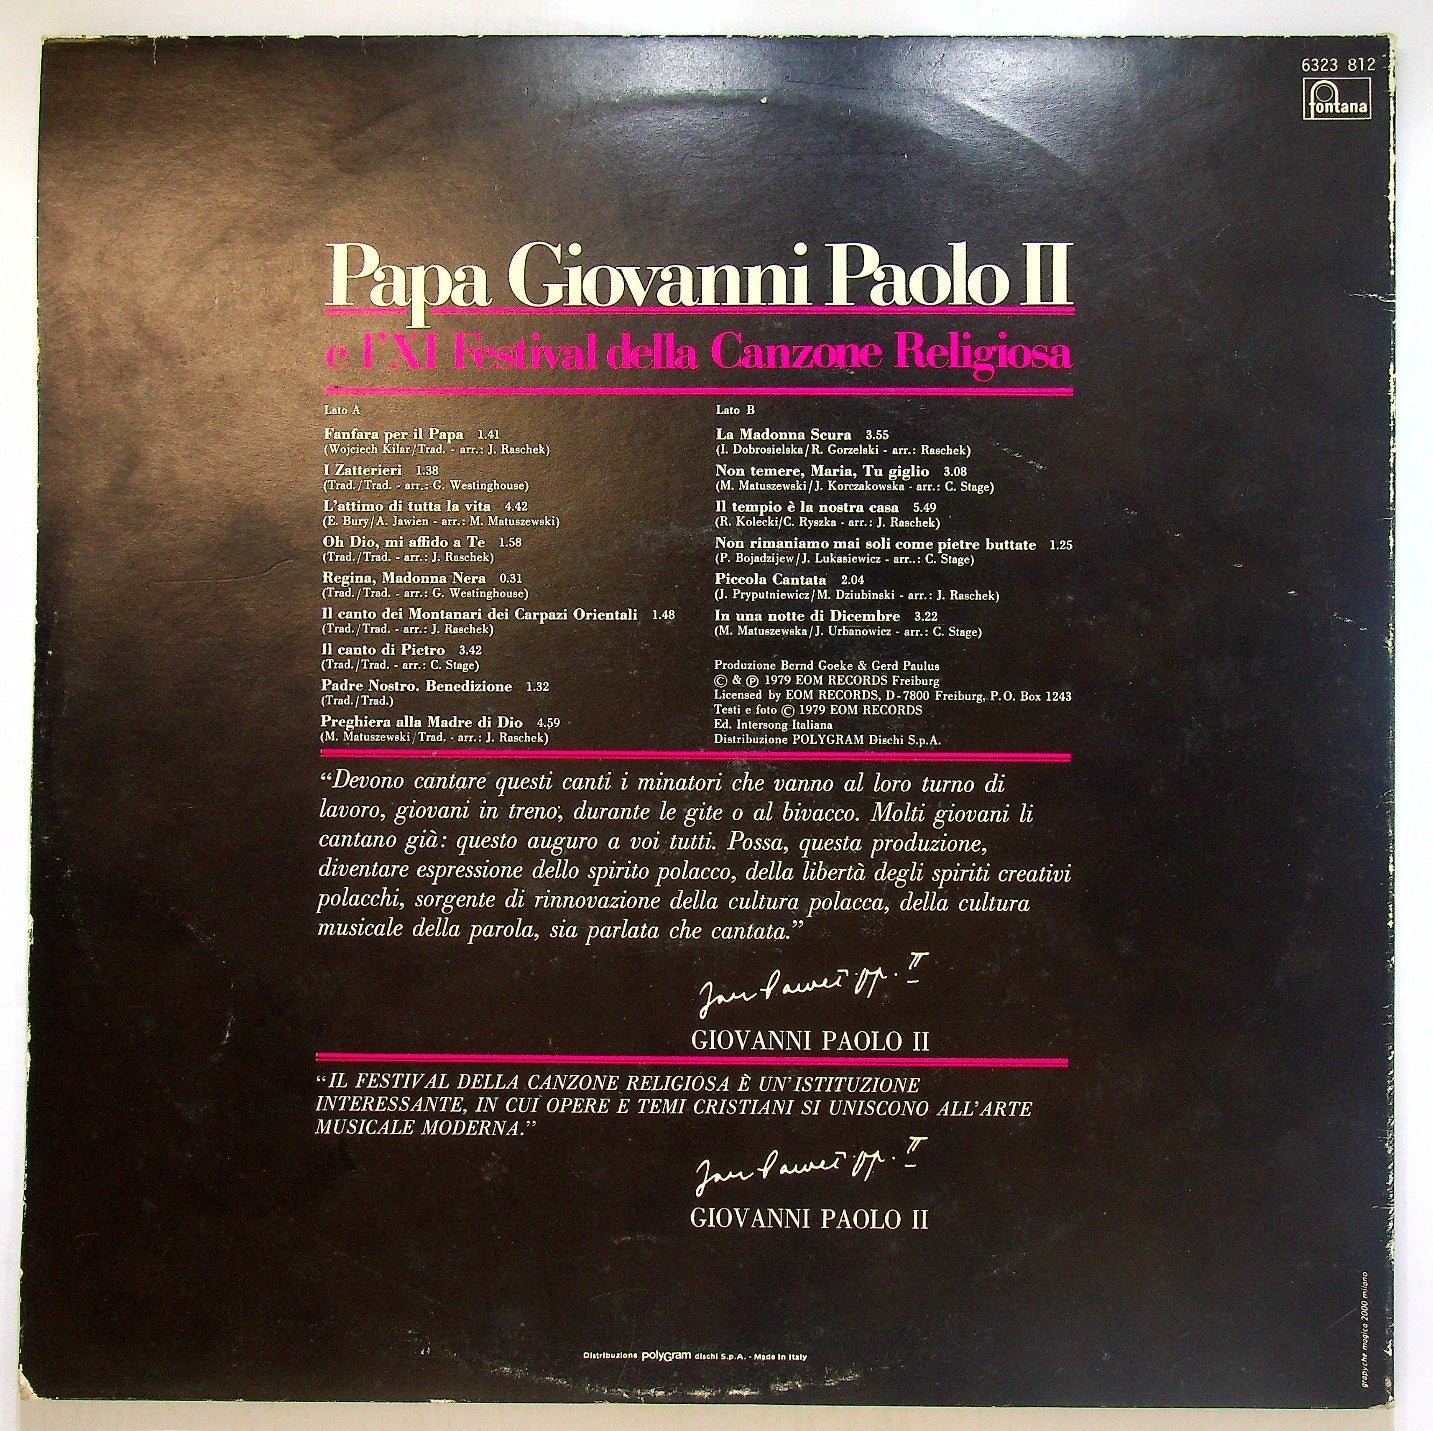 6323 812
fontana
Papa Giovanni Paolo II
e l'XI Festival della Canzone Religiosa
Lato A
Fanfara per il Papa 1.41
(Wojciech Kilar/Trad. - arr.: J. Raschek)
I Zatterieri 1.38
(Trad./Trad. - arr.: G. Westinghouse)
L'attimo di tutta la vita 4.42
(E. Bury/A. Jawien - arr.: M. Matuszewski)
Oh Dio, mi affido a Te 1.58
(Trad./Trad. - arr.: J. Raschek)
Regina, Madonna Nera 0.31
(Trad./Trad. - arr.: G. Westinghouse)
Il canto dei Montanari dei Carpazi Orientali 1.48
(Trad./Trad. - arr.: J. Raschek)
Il canto di Pietro 3.42
(Trad./Trad. - arr.: C. Stage)
Padre Nostro. Benedizione 1.32
(Trad./Trad.)
Preghiera alla Madre di Dio 4.59
(M. Matuszewski/Trad. - arr.: J. Raschek)
Lato B
La Madonna Scura 3.55
(I. Dobrosielska/R. Gorzelski - arr.: Raschek)
Non temere, Maria, Tu giglio 3.08
(M. Matuszewski/J. Korczakowska - arr.: C. Stage)
Il tempio è la nostra casa 5.49
(R. Kolecki/C. Ryszka - arr.: J. Raschek)
Non rimaniamo mai soli come pietre buttate 1.25
(P. Bojadzijew/J. Lukasiewicz - arr.: C. Stage)
Piccola Cantata 2.04
(J. Pryputniewicz/M. Dziubinski - arr.: J. Raschek)
In una notte di Dicembre 3.22
(M. Matuszewska/J. Urbanowicz - arr.: C. Stage)
Produzione Bernd Goeke & Gerd Paulus
© & ℗ 1979 EOM RECORDS Freiburg
Licensed by EOM RECORDS, D-7800 Freiburg, P.O. Box 1243
Testi e foto © 1979 EOM RECORDS
Ed. Intersong Italiana
Distribuzione POLYGRAM Dischi S.p.A.
“Devono cantare questi canti i minatori che vanno al loro turno di
lavoro, giovani in treno, durante le gite o al bivacco. Molti giovani li
cantano già: questo auguro a voi tutti. Possa, questa produzione,
diventare espressione dello spirito polacco, della libertà degli spiriti creativi
polacchi, sorgente di rinnovazione della cultura polacca, della cultura
musicale della parola, sia parlata che cantata.”
Jan Paweł pp. II
GIOVANNI PAOLO II
“IL FESTIVAL DELLA CANZONE RELIGIOSA È UN'ISTITUZIONE
INTERESSANTE, IN CUI OPERE E TEMI CRISTIANI SI UNISCONO ALL'ARTE
MUSICALE MODERNA.”
Jan Paweł pp. II
GIOVANNI PAOLO II
Distribuzione polyGram dischi S.p.A. - Made in Italy
grapyche magica 2000 milano